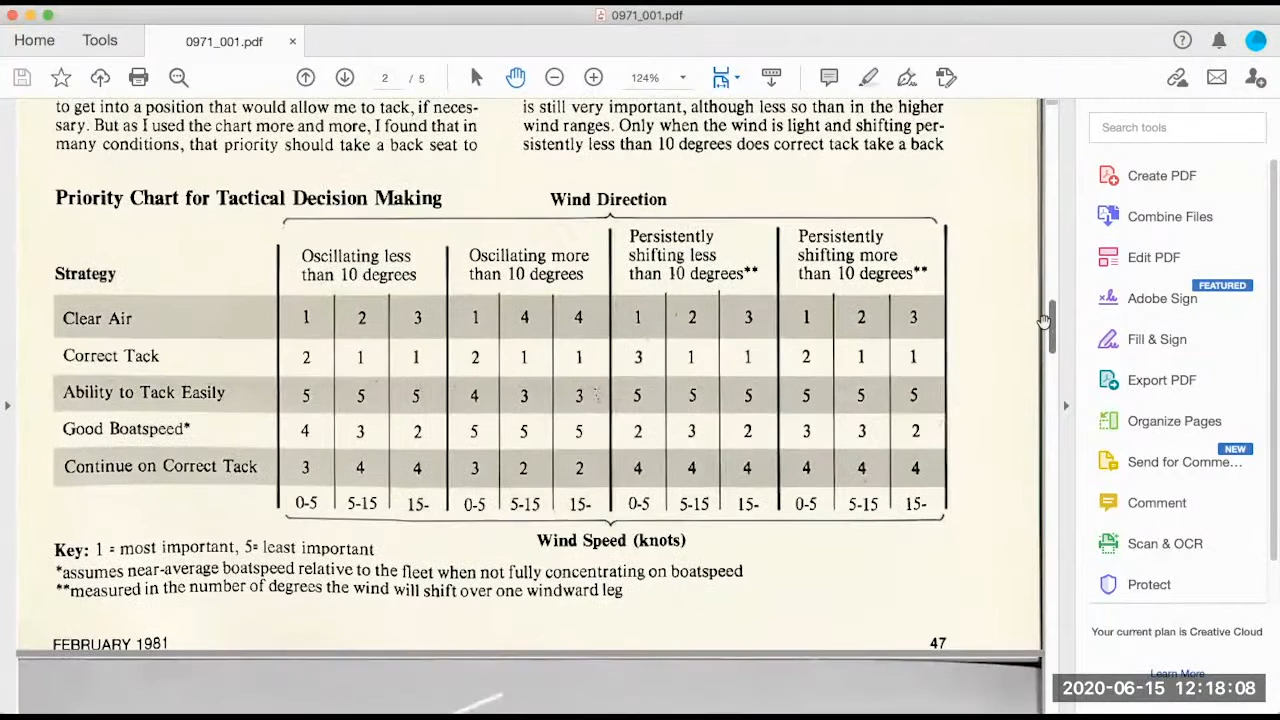 0971_001.pdf
Home Tools 0971_001.pdf ×
2 / 5 124%
to get into a position that would allow me to tack, if neces-
sary. But as I used the chart more and more, I found that in
many conditions, that priority should take a back seat to
is still very important, although less so than in the higher
wind ranges. Only when the wind is light and shifting per-
sistently less than 10 degrees does correct tack take a back
Priority Chart for Tactical Decision Making
Wind Direction
Strategy
Oscillating less
than 10 degrees
Oscillating more
than 10 degrees
Persistently
shifting less
than 10 degrees**
Persistently
shifting more
than 10 degrees**
Clear Air 1 2 3 1 4 4 1 2 3 1 2 3
Correct Tack 2 1 1 2 1 1 3 1 1 2 1 1
Ability to Tack Easily 5 5 5 4 3 3 5 5 5 5 5 5
Good Boatspeed* 4 3 2 5 5 5 2 3 2 3 3 2
Continue on Correct Tack 3 4 4 3 2 2 4 4 4 4 4 4
0-5 5-15 15- 0-5 5-15 15- 0-5 5-15 15- 0-5 5-15 15-
Wind Speed (knots)
Key: 1 = most important, 5= least important
*assumes near-average boatspeed relative to the fleet when not fully concentrating on boatspeed
**measured in the number of degrees the wind will shift over one windward leg
FEBRUARY 1981 47
Search tools
Create PDF
Combine Files
Edit PDF
FEATURED
Adobe Sign
Fill & Sign
Export PDF
Organize Pages
NEW
Send for Comme...
Comment
Scan & OCR
Protect
Your current plan is Creative Cloud
Learn More
2020-06-15 12:18:08